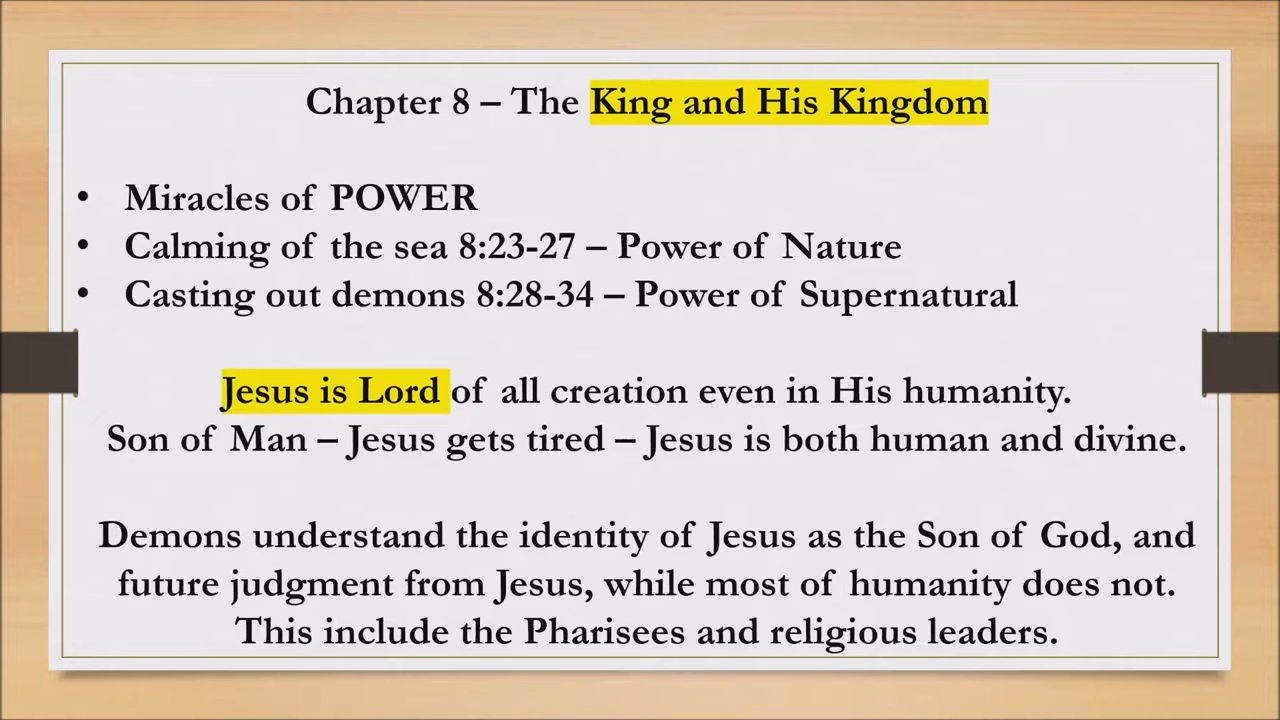 Chapter 8 – The King and His Kingdom
• Miracles of POWER
• Calming of the sea 8:23-27 – Power of Nature
• Casting out demons 8:28-34 – Power of Supernatural
Jesus is Lord of all creation even in His humanity.
Son of Man – Jesus gets tired – Jesus is both human and divine.
Demons understand the identity of Jesus as the Son of God, and
future judgment from Jesus, while most of humanity does not.
This include the Pharisees and religious leaders.